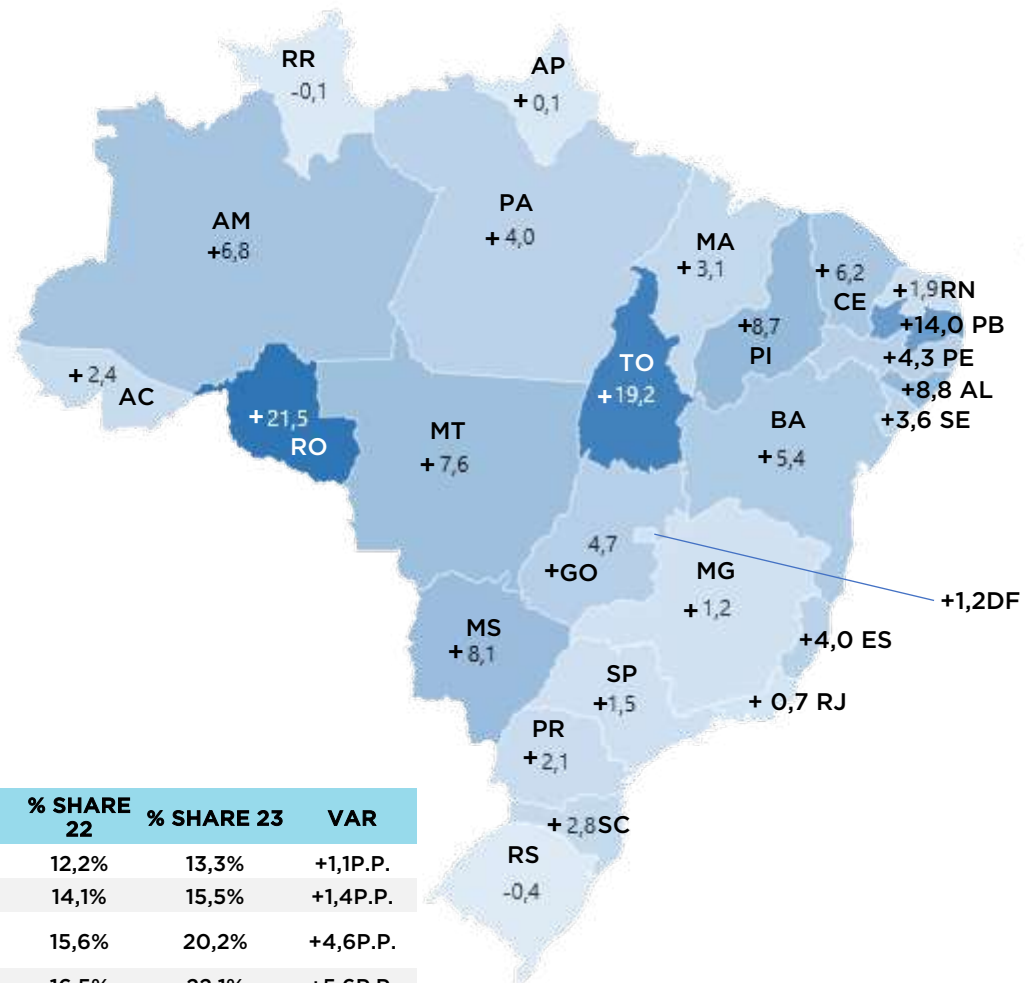 RR
-0,1
AP
+ 0,1
AM
+6,8
PA
+ 4,0
MA
+ 3,1
+ 6,2
CE
+1,9RN
+8,7
PI
+14,0 PB
+4,3 PE
+8,8 AL
+3,6 SE
TO
+19,2
+ 2,4
AC
+ 21,5
RO
MT
+ 7,6
BA
+ 5,4
4,7
+GO
MG
+ 1,2
+1,2DF
MS
+ 8,1
+4,0 ES
SP
+1,5
+ 0,7 RJ
PR
+ 2,1
+ 2,8SC
RS
-0,4
% SHARE 22 % SHARE 23 VAR
12,2% 13,3% +1,1P.P.
14,1% 15,5% +1,4P.P.
15,6% 20,2% +4,6P.P.